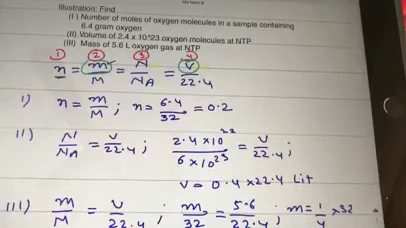 Illustration: Find
(I) Number of moles of oxygen molecules in a sample containing
6.4 gram oxygen
(II) Volume of 2.4 x 10^23 oxygen molecules at NTP
(III) Mass of 5.6 L oxygen gas at NTP
① ② ③ ④
n = m/M = N/NA = V/22.4
i) n = m/M ; n = 6.4/32 = 0.2
ii) N/NA = V/22.4 ; 2.4×10^23/6×10^23 = V/22.4 ;
V = 0.4 × 22.4 Lit
iii) m/M = V/22.4 ; m/32 = 5.6/22.4 ; m = 1/4 × 32